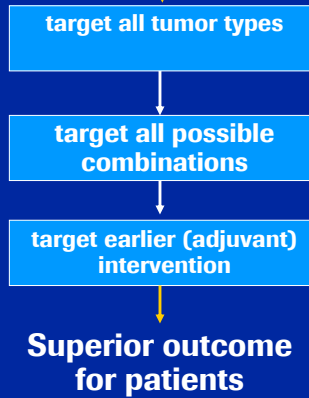 target all tumor types
target all possible
combinations
target earlier (adjuvant)
intervention
Superior outcome
for patients